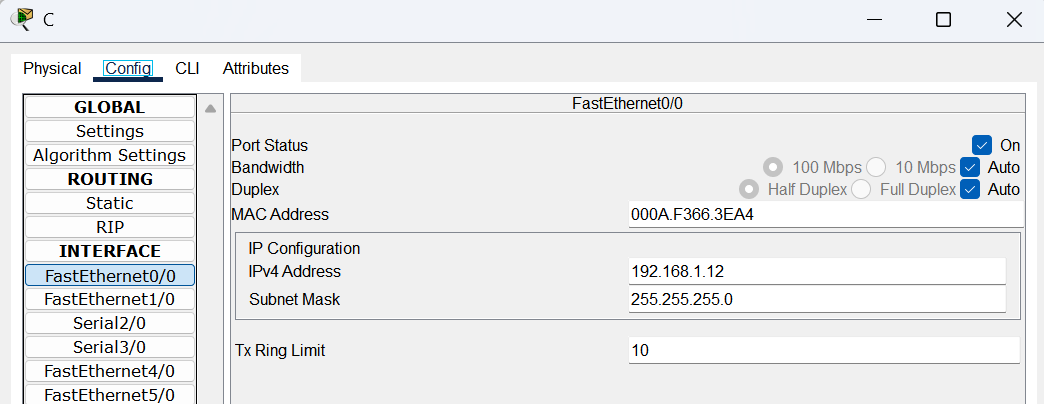 C
Physical Config CLI Attributes
GLOBAL
Settings
Algorithm Settings
ROUTING
Static
RIP
INTERFACE
FastEthernet0/0
FastEthernet1/0
Serial2/0
Serial3/0
FastEthernet4/0
FastEthernet5/0
FastEthernet0/0
Port Status On
Bandwidth 100 Mbps 10 Mbps Auto
Duplex Half Duplex Full Duplex Auto
MAC Address 000A.F366.3EA4
IP Configuration
IPv4 Address 192.168.1.12
Subnet Mask 255.255.255.0
Tx Ring Limit 10